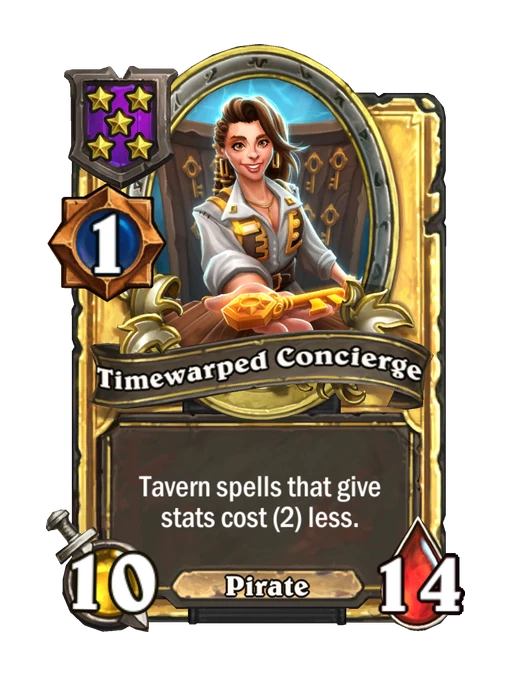 1
Timewarped Concierge
Tavern spells that give
stats cost (2) less.
10
Pirate
14